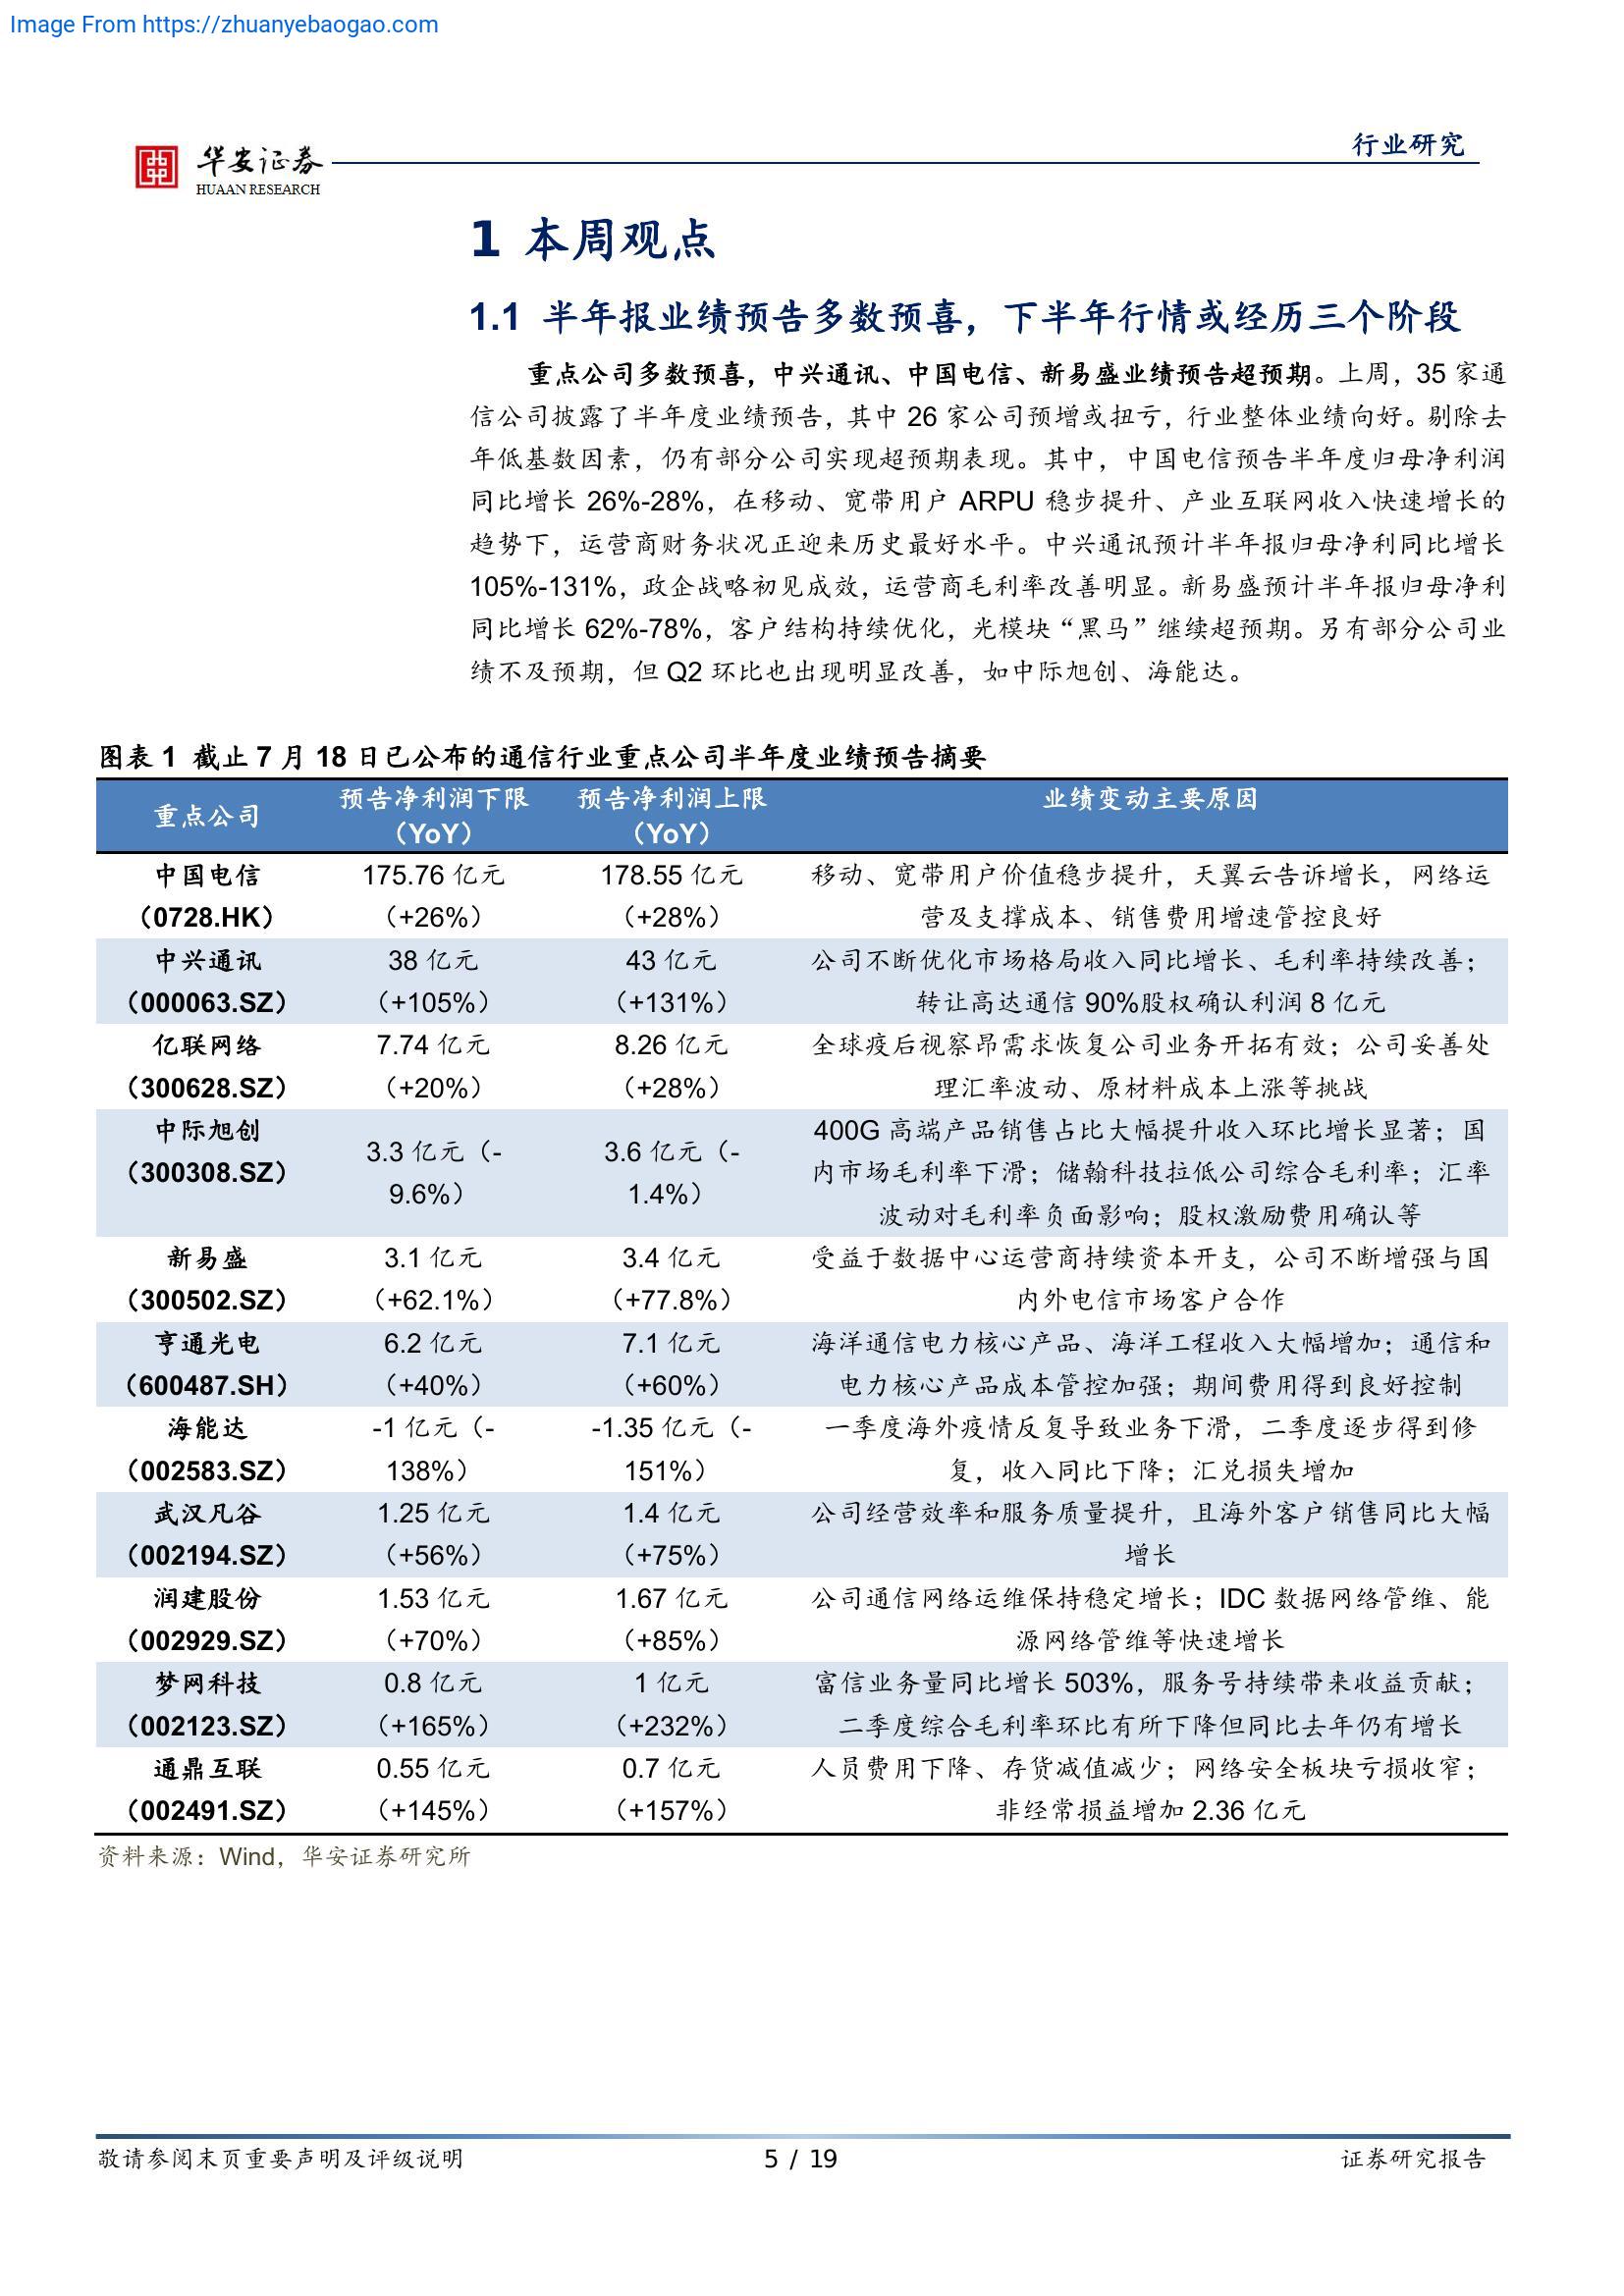 Image From https://zhuanyebaogao.com
华安证券
HUAAN RESEARCH
行业研究
1 本周观点
1.1 半年报业绩预告多数预喜，下半年行情或经历三个阶段
重点公司多数预喜，中兴通讯、中国电信、新易盛业绩预告超预期。上周，35 家通
信公司披露了半年度业绩预告，其中 26 家公司预增或扭亏，行业整体业绩向好。剔除去
年低基数因素，仍有部分公司实现超预期表现。其中，中国电信预告半年度归母净利润
同比增长 26%-28%，在移动、宽带用户 ARPU 稳步提升、产业互联网收入快速增长的
趋势下，运营商财务状况正迎来历史最好水平。中兴通讯预计半年报归母净利同比增长
105%-131%，政企战略初见成效，运营商毛利率改善明显。新易盛预计半年报归母净利
同比增长 62%-78%，客户结构持续优化，光模块“黑马”继续超预期。另有部分公司业
绩不及预期，但 Q2 环比也出现明显改善，如中际旭创、海能达。
图表 1 截止 7 月 18 日已公布的通信行业重点公司半年度业绩预告摘要
重点公司 预告净利润下限 预告净利润上限 业绩变动主要原因
（YoY） （YoY）
中国电信 175.76 亿元 178.55 亿元 移动、宽带用户价值稳步提升，天翼云告诉增长，网络运
（0728.HK） （+26%） （+28%） 营及支撑成本、销售费用增速管控良好
中兴通讯 38 亿元 43 亿元 公司不断优化市场格局收入同比增长、毛利率持续改善；
（000063.SZ） （+105%） （+131%） 转让高达通信 90%股权确认利润 8 亿元
亿联网络 7.74 亿元 8.26 亿元 全球疫后视察昂需求恢复公司业务开拓有效；公司妥善处
（300628.SZ） （+20%） （+28%） 理汇率波动、原材料成本上涨等挑战
中际旭创 3.3 亿元（- 3.6 亿元（- 400G 高端产品销售占比大幅提升收入环比增长显著；国
（300308.SZ） 9.6%） 1.4%） 内市场毛利率下滑；储翰科技拉低公司综合毛利率；汇率
波动对毛利率负面影响；股权激励费用确认等
新易盛 3.1 亿元 3.4 亿元 受益于数据中心运营商持续资本开支，公司不断增强与国
（300502.SZ） （+62.1%） （+77.8%） 内外电信市场客户合作
亨通光电 6.2 亿元 7.1 亿元 海洋通信电力核心产品、海洋工程收入大幅增加；通信和
（600487.SH） （+40%） （+60%） 电力核心产品成本管控加强；期间费用得到良好控制
海能达 -1 亿元（- -1.35 亿元（- 一季度海外疫情反复导致业务下滑，二季度逐步得到修
（002583.SZ） 138%） 151%） 复，收入同比下降；汇兑损失增加
武汉凡谷 1.25 亿元 1.4 亿元 公司经营效率和服务质量提升，且海外客户销售同比大幅
（002194.SZ） （+56%） （+75%） 增长
润建股份 1.53 亿元 1.67 亿元 公司通信网络运维保持稳定增长；IDC 数据网络管维、能
（002929.SZ） （+70%） （+85%） 源网络管维等快速增长
梦网科技 0.8 亿元 1 亿元 富信业务量同比增长 503%，服务号持续带来收益贡献；
（002123.SZ） （+165%） （+232%） 二季度综合毛利率环比有所下降但同比去年仍有增长
通鼎互联 0.55 亿元 0.7 亿元 人员费用下降、存货减值减少；网络安全板块亏损收窄；
（002491.SZ） （+145%） （+157%） 非经常损益增加 2.36 亿元
资料来源：Wind，华安证券研究所
敬请参阅末页重要声明及评级说明 5 / 19 证券研究报告